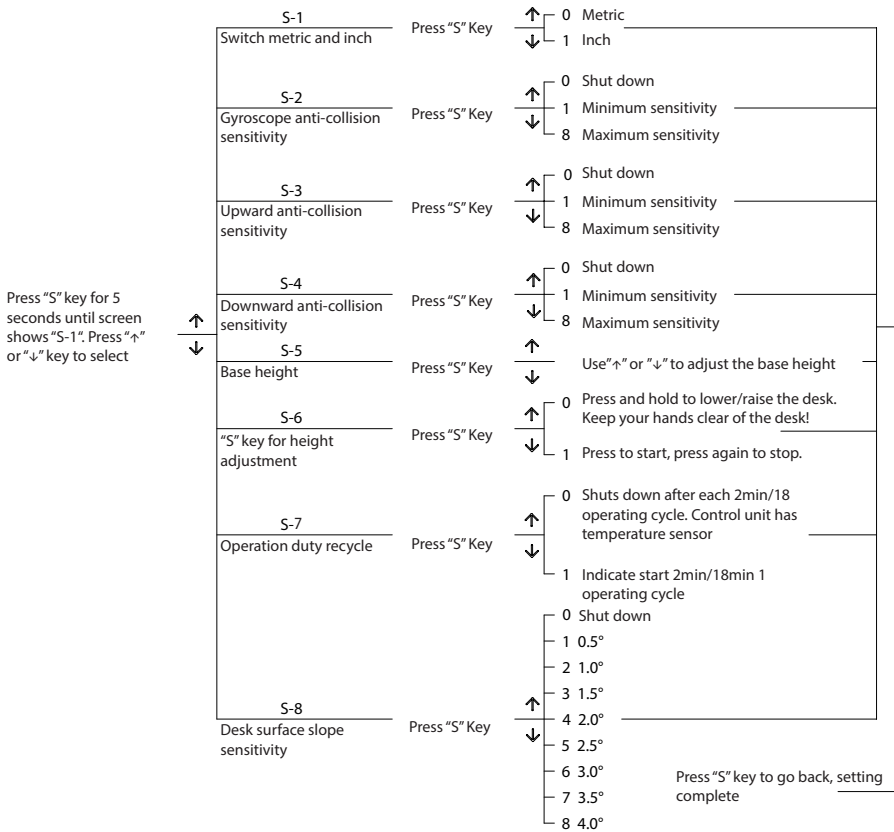 Press “S” key for 5
seconds until screen
shows “S-1“. Press “↑”
or “↓” key to select
↑
↓
S-1
Switch metric and inch
Press “S” Key
↑
↓
0 Metric
1 Inch
S-2
Gyroscope anti-collision
sensitivity
Press “S” Key
↑
↓
0 Shut down
1 Minimum sensitivity
8 Maximum sensitivity
S-3
Upward anti-collision
sensitivity
Press “S” Key
↑
↓
0 Shut down
1 Minimum sensitivity
8 Maximum sensitivity
S-4
Downward anti-collision
sensitivity
Press “S” Key
↑
↓
0 Shut down
1 Minimum sensitivity
8 Maximum sensitivity
S-5
Base height
Press “S” Key
↑
↓
Use”↑” or ”↓” to adjust the base height
S-6
“S” key for height
adjustment
Press “S” Key
↑
↓
0 Press and hold to lower/raise the desk.
Keep your hands clear of the desk!
1 Press to start, press again to stop.
S-7
Operation duty recycle
Press “S” Key
↑
↓
0 Shuts down after each 2min/18
operating cycle. Control unit has
temperature sensor
1 Indicate start 2min/18min 1
operating cycle
S-8
Desk surface slope
sensitivity
Press “S” Key
↑
↓
0 Shut down
1 0.5°
2 1.0°
3 1.5°
4 2.0°
5 2.5°
6 3.0°
7 3.5°
8 4.0°
Press “S” key to go back, setting
complete